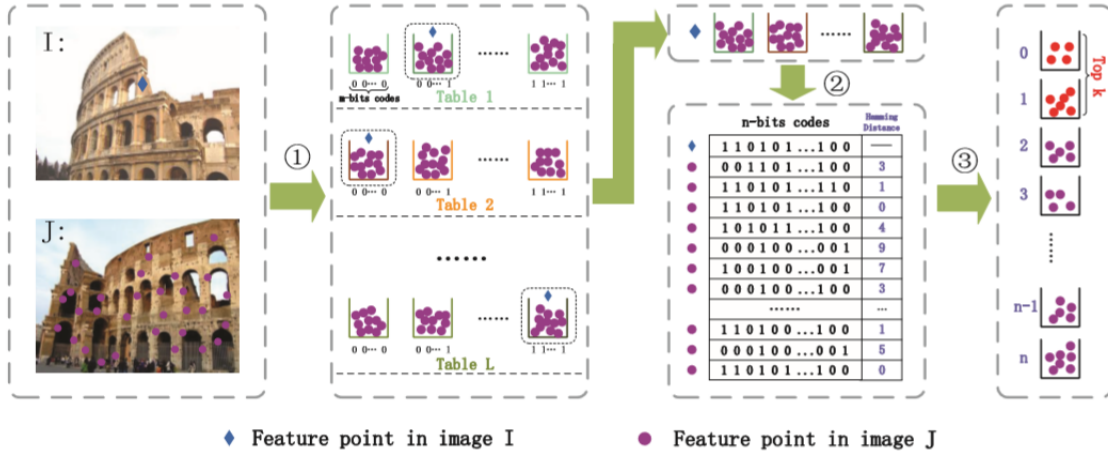 I:
J:
①
0 0… 0
0 0… 1
1 1… 1
m-bits codes
Table 1
0 0… 0
0 0… 1
1 1… 1
Table 2
……
0 0… 0
0 0… 1
1 1… 1
Table L
……
②
n-bits codes
Hamming
Distance
1 1 0 1 0 1 ... 1 0 0 ——
0 0 1 1 0 1 ... 1 0 0 3
1 1 0 1 0 1 ... 1 1 0 1
1 1 0 1 0 1 ... 1 0 0 0
1 0 1 0 1 1 ... 1 0 0 4
0 0 0 1 0 0 ... 0 0 1 9
1 0 0 1 0 0 ... 0 0 1 7
0 0 0 1 0 0 ... 1 0 0 3
…… ...
1 1 0 1 0 0 ... 1 0 0 1
0 0 0 1 0 0 ... 0 0 1 5
1 1 0 1 0 1 ... 1 0 0 0
③
0
1
Top k
2
3
……
n-1
n
Feature point in image I
Feature point in image J